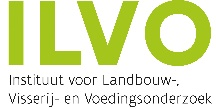 ILVO
Instituut voor Landbouw-,
Visserij- en Voedingsonderzoek